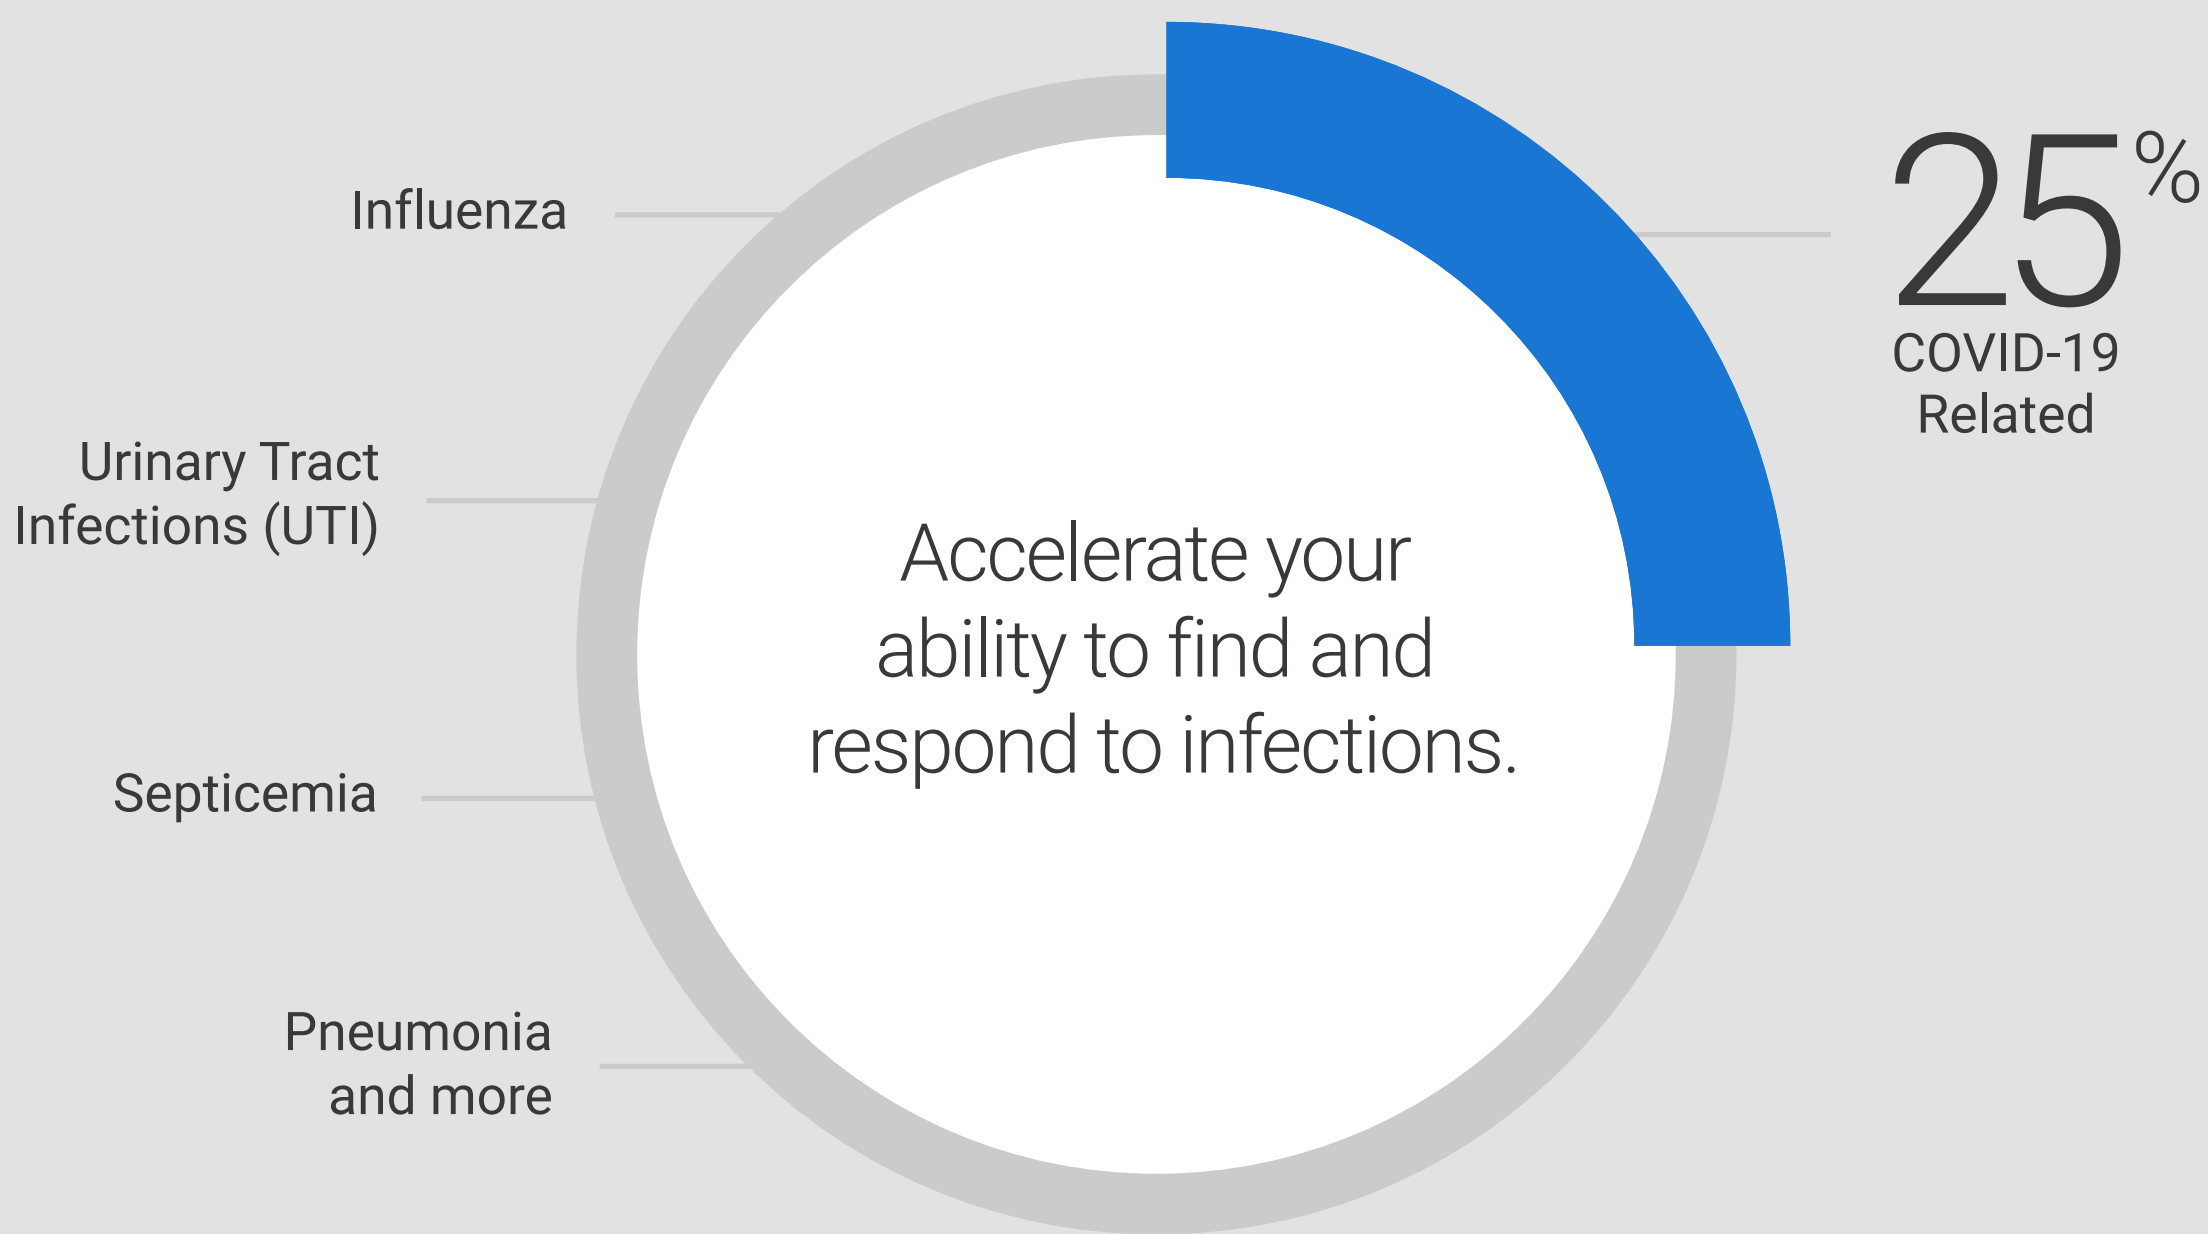 Influenza
Urinary Tract
Infections (UTI)
Septicemia
Pneumonia
and more
Accelerate your
ability to find and
respond to infections.
25%
COVID-19
Related